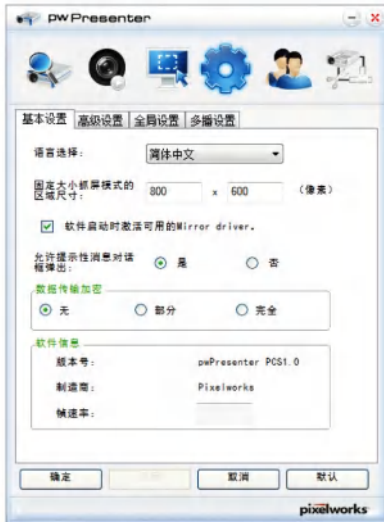 pwPresenter
基本设置 高级设置 全局设置 多播设置
语言选择: 简体中文
固定大小抓屏模式的
区域尺寸: 800 x 600 (像素)
软件启动时激活可用的Mirror driver.
允许提示性消息对话
框弹出: 是 否
数据传输加密
无 部分 完全
软件信息
版本号: pwPresenter PCS1.0
制造商: Pixelworks
帧速率:
确定 取消 默认
pixelworks